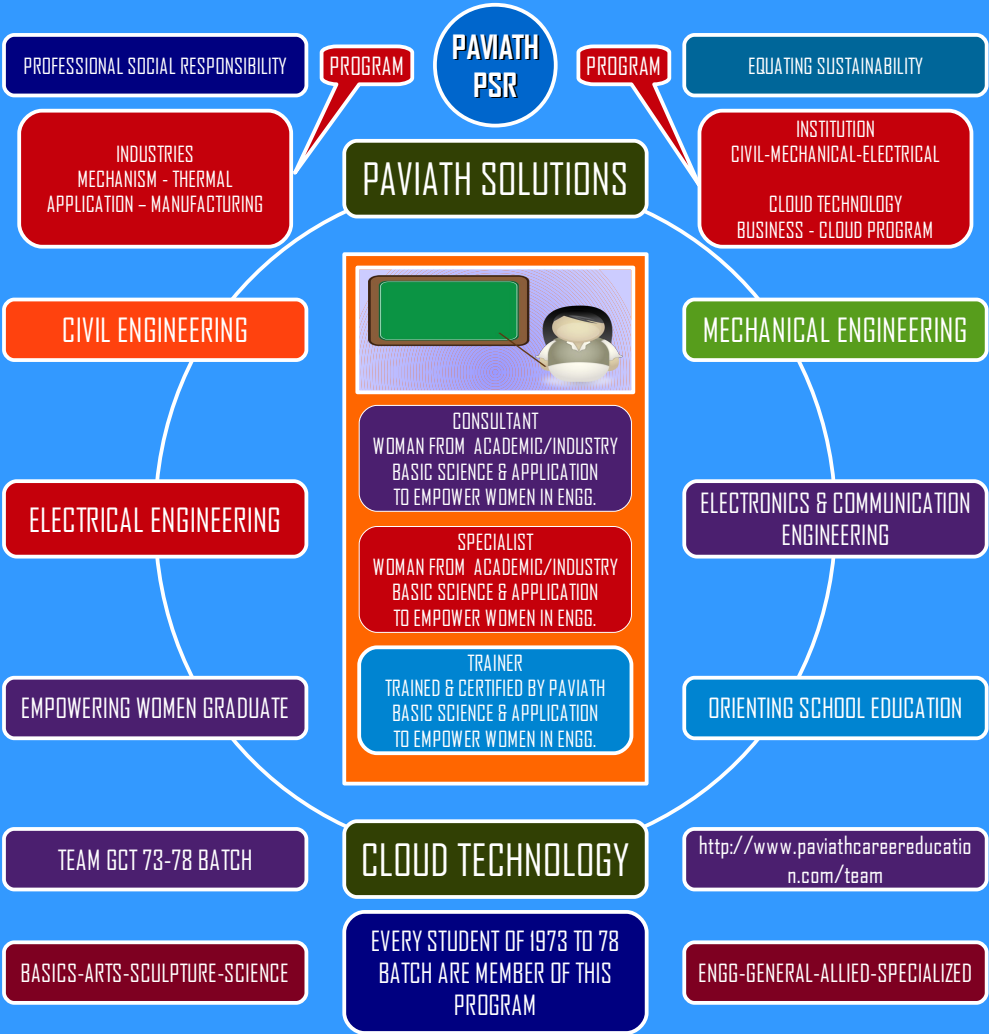 PAVIATH
PSR
PROFESSIONAL SOCIAL RESPONSIBILITY
PROGRAM
PROGRAM
EQUATING SUSTAINABILITY
INDUSTRIES
MECHANISM - THERMAL
APPLICATION – MANUFACTURING
PAVIATH SOLUTIONS
INSTITUTION
CIVIL-MECHANICAL-ELECTRICAL
CLOUD TECHNOLOGY
BUSINESS - CLOUD PROGRAM
CIVIL ENGINEERING
MECHANICAL ENGINEERING
CONSULTANT
WOMAN FROM ACADEMIC/INDUSTRY
BASIC SCIENCE & APPLICATION
TO EMPOWER WOMEN IN ENGG.
ELECTRICAL ENGINEERING
ELECTRONICS & COMMUNICATION
ENGINEERING
SPECIALIST
WOMAN FROM ACADEMIC/INDUSTRY
BASIC SCIENCE & APPLICATION
TO EMPOWER WOMEN IN ENGG.
TRAINER
TRAINED & CERTIFIED BY PAVIATH
BASIC SCIENCE & APPLICATION
TO EMPOWER WOMEN IN ENGG.
EMPOWERING WOMEN GRADUATE
ORIENTING SCHOOL EDUCATION
TEAM GCT 73-78 BATCH
CLOUD TECHNOLOGY
http://www.paviathcareereducatio
n.com/team
BASICS-ARTS-SCULPTURE-SCIENCE
EVERY STUDENT OF 1973 TO 78
BATCH ARE MEMBER OF THIS
PROGRAM
ENGG-GENERAL-ALLIED-SPECIALIZED